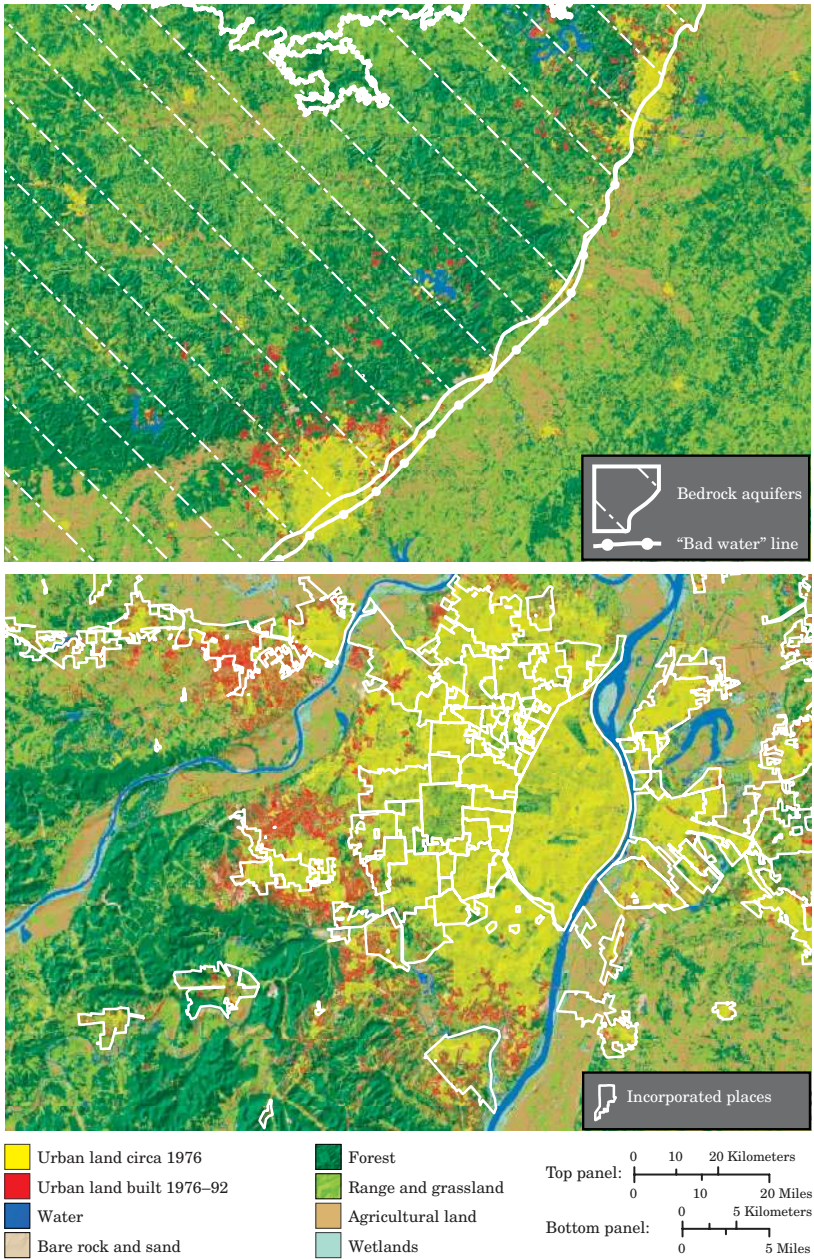 Bedrock aquifers
“Bad water” line
Incorporated places
Urban land circa 1976
Urban land built 1976–92
Water
Bare rock and sand
Forest
Range and grassland
Agricultural land
Wetlands
Top panel:
0 10 20 Kilometers
0 10 20 Miles
Bottom panel:
0 5 Kilometers
0 5 Miles